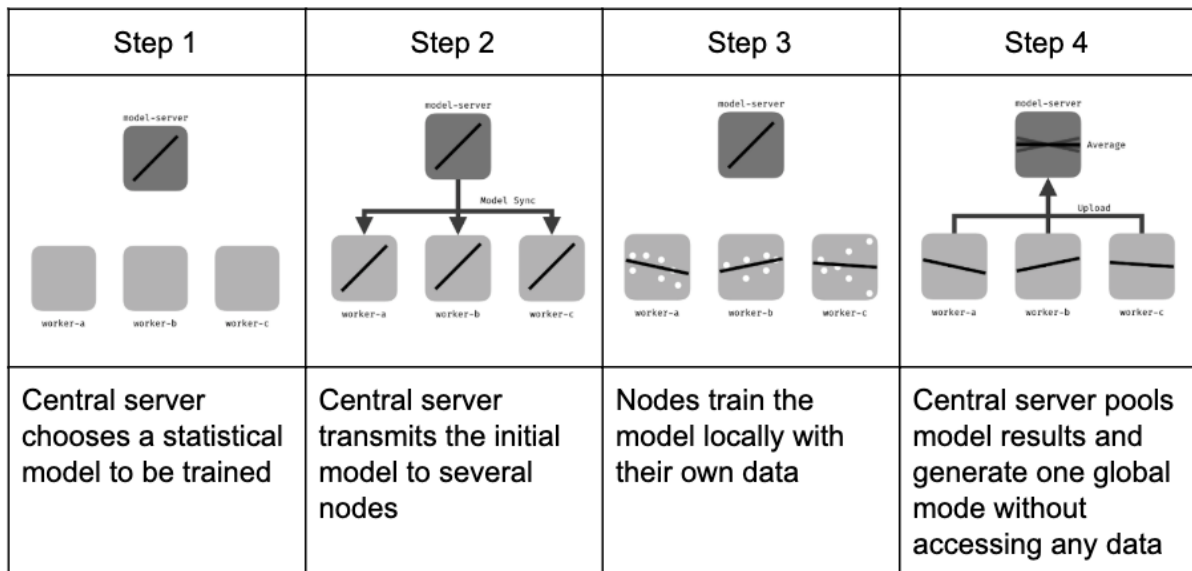 Step 1
Step 2
Step 3
Step 4
model-server
worker-a
worker-b
worker-c
model-server
Model Sync
worker-a
worker-b
worker-c
model-server
worker-a
worker-b
worker-c
model-server
Average
Upload
worker-a
worker-b
worker-c
Central server
chooses a statistical
model to be trained
Central server
transmits the initial
model to several
nodes
Nodes train the
model locally with
their own data
Central server pools
model results and
generate one global
mode without
accessing any data